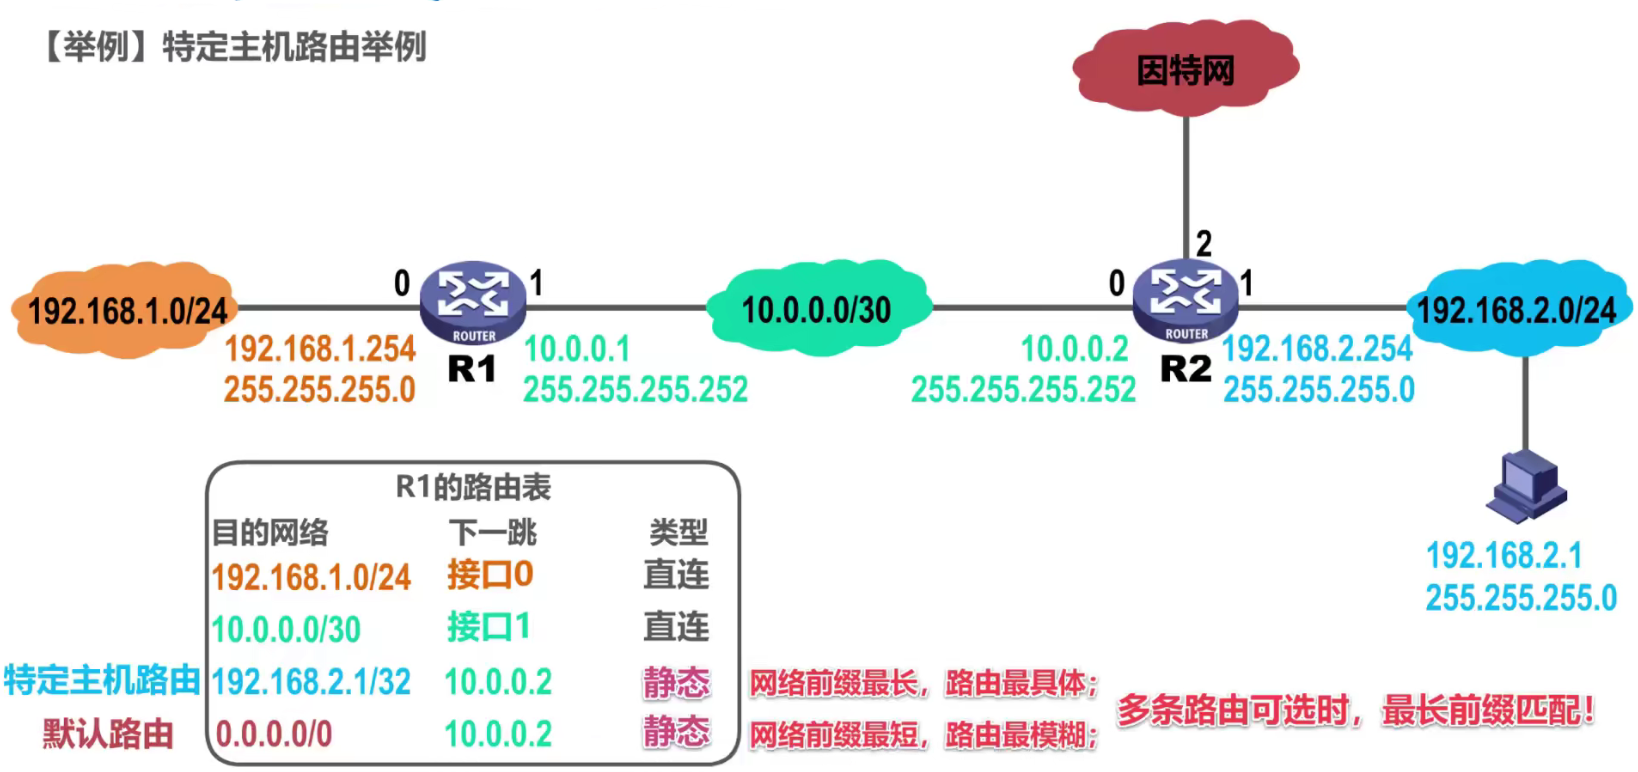 【举例】特定主机路由举例
因特网
2
0
1
0
1
192.168.1.0/24
10.0.0.0/30
192.168.2.0/24
ROUTER
ROUTER
192.168.1.254
255.255.255.0
R1
10.0.0.1
255.255.255.252
10.0.0.2
255.255.255.252
R2
192.168.2.254
255.255.255.0
192.168.2.1
255.255.255.0
R1的路由表
目的网络 下一跳 类型
192.168.1.0/24 接口0 直连
10.0.0.0/30 接口1 直连
特定主机路由 192.168.2.1/32 10.0.0.2 静态 网络前缀最长，路由最具体；
默认路由 0.0.0.0/0 10.0.0.2 静态 网络前缀最短，路由最模糊；
多条路由可选时，最长前缀匹配！